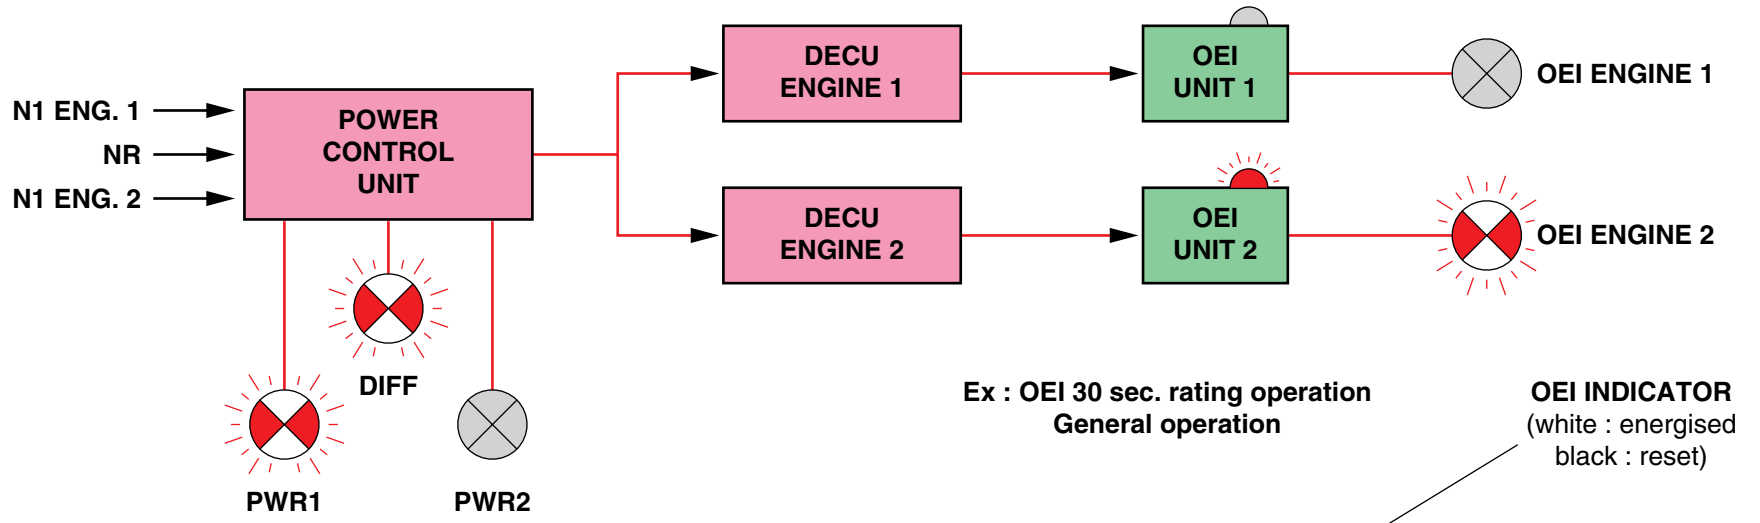 N1 ENG. 1
NR
N1 ENG. 2
POWER
CONTROL
UNIT
DECU
ENGINE 1
OEI
UNIT 1
OEI ENGINE 1
DECU
ENGINE 2
OEI
UNIT 2
OEI ENGINE 2
DIFF
PWR1
PWR2
Ex : OEI 30 sec. rating operation
General operation
OEI INDICATOR
(white : energised
black : reset)